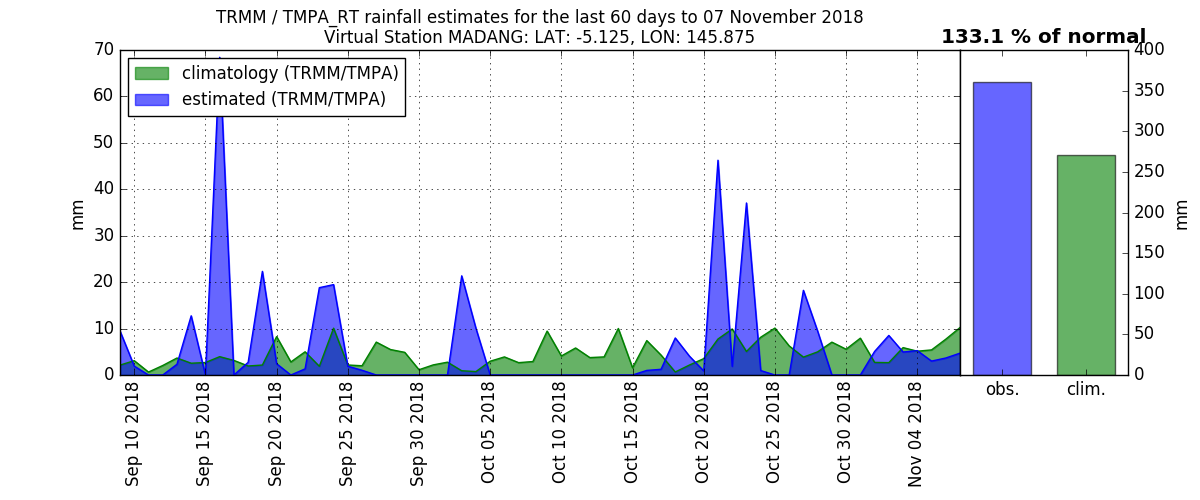 TRMM / TMPA_RT rainfall estimates for the last 60 days to 07 November 2018
Virtual Station MADANG: LAT: -5.125, LON: 145.875
133.1 % of normal
climatology (TRMM/TMPA)
estimated (TRMM/TMPA)
70
60
50
40
30
20
10
0
mm
Sep 10 2018
Sep 15 2018
Sep 20 2018
Sep 25 2018
Sep 30 2018
Oct 05 2018
Oct 10 2018
Oct 15 2018
Oct 20 2018
Oct 25 2018
Oct 30 2018
Nov 04 2018
obs.
clim.
400
350
300
250
200
150
100
50
0
mm